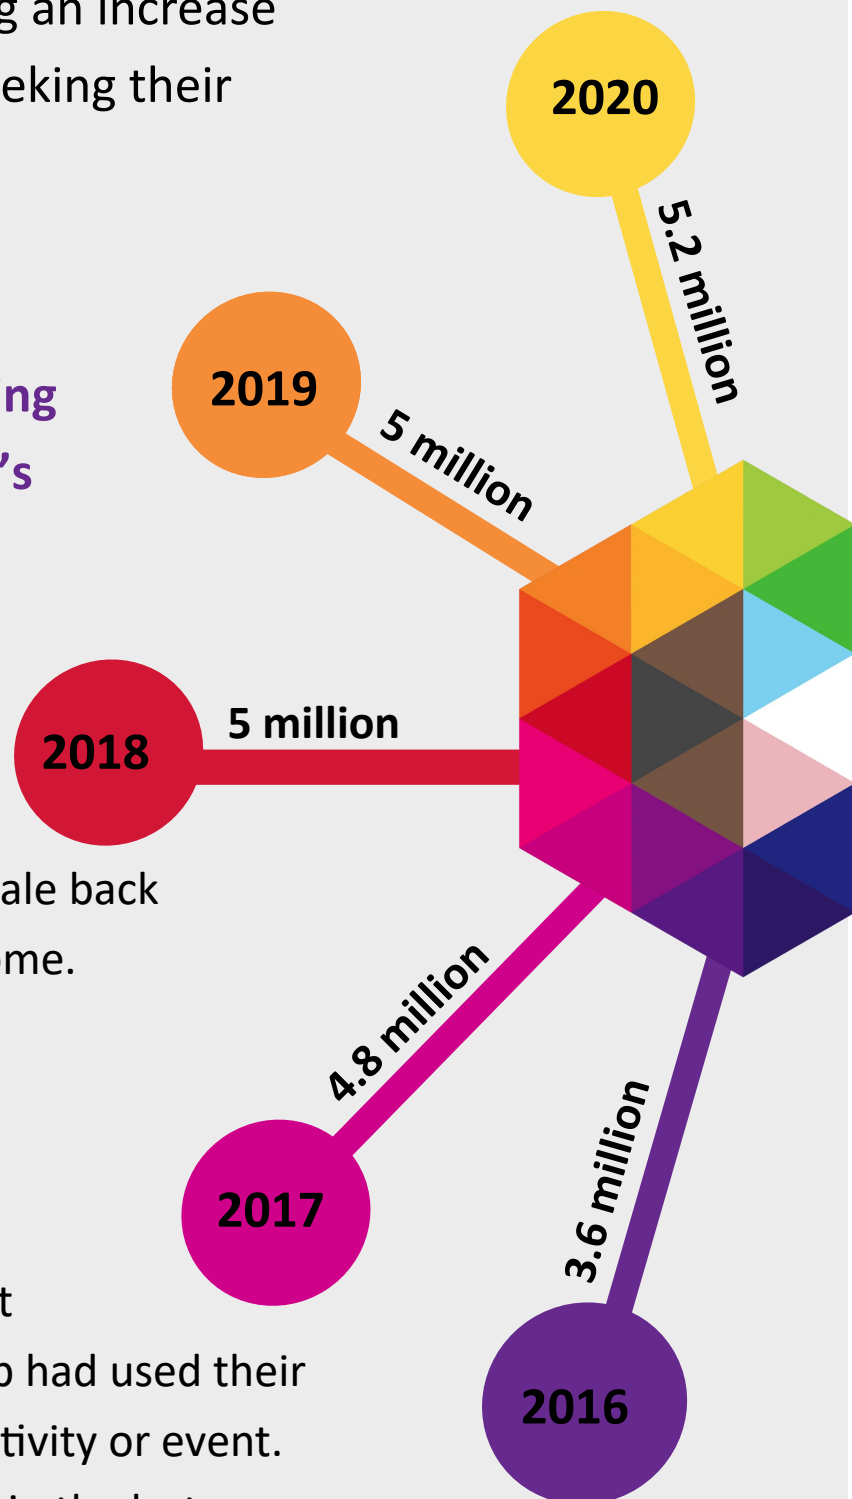 g an increase
eking their
2020
5.2 million
2019
5 million
ng
's
2018
5 million
ale back
ome.
4.8 million
2017
3.6 million
t
had used their
tivity or event.
2016